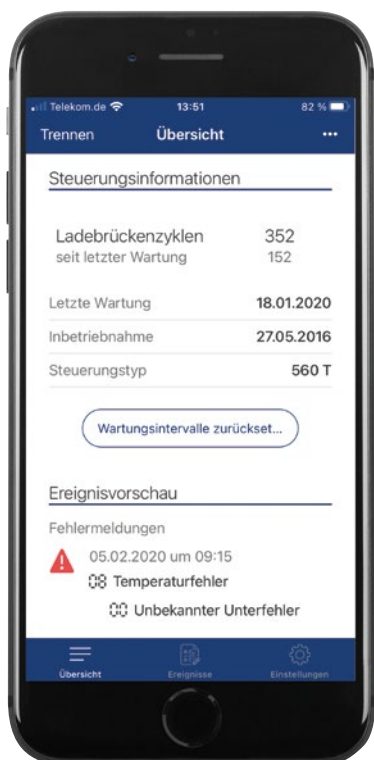 Telekom.de 13:51 82 %
Trennen Übersicht ...
Steuerungsinformationen
Ladebrückenzyklen 352
seit letzter Wartung 152
Letzte Wartung 18.01.2020
Inbetriebnahme 27.05.2016
Steuerungstyp 560 T
Wartungsintervalle zurückset...
Ereignisvorschau
Fehlermeldungen
05.02.2020 um 09:15
08 Temperaturfehler
00 Unbekannter Unterfehler
Übersicht Ereignisse Einstellungen